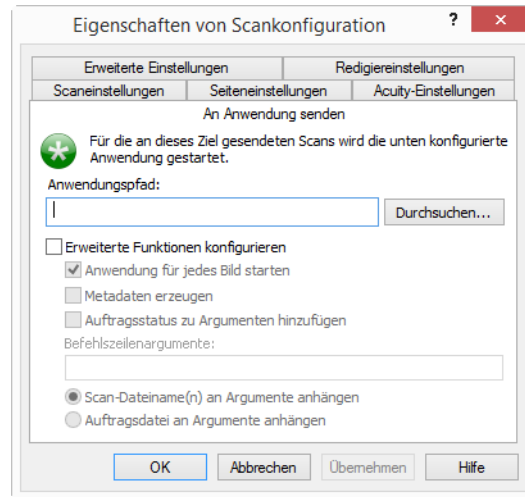 Eigenschaften von Scankonfiguration
?
×
Erweiterte Einstellungen
Redigiereinstellungen
Scaneinstellungen
Seiteneinstellungen
Acuity-Einstellungen
An Anwendung senden
Für die an dieses Ziel gesendeten Scans wird die unten konfigurierte
Anwendung gestartet.
Anwendungspfad:
Durchsuchen...
Erweiterte Funktionen konfigurieren
Anwendung für jedes Bild starten
Metadaten erzeugen
Auftragsstatus zu Argumenten hinzufügen
Befehlszeilenargumente:
Scan-Dateiname(n) an Argumente anhängen
Auftragsdatei an Argumente anhängen
OK
Abbrechen
Übernehmen
Hilfe